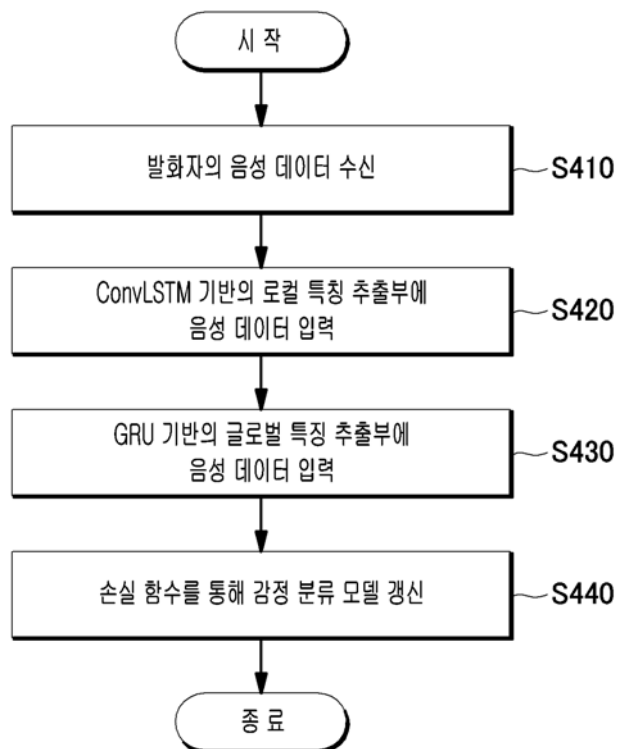 시 작
발화자의 음성 데이터 수신
S410
ConvLSTM 기반의 로컬 특징 추출부에
음성 데이터 입력
S420
GRU 기반의 글로벌 특징 추출부에
음성 데이터 입력
S430
손실 함수를 통해 감정 분류 모델 갱신
S440
종 료